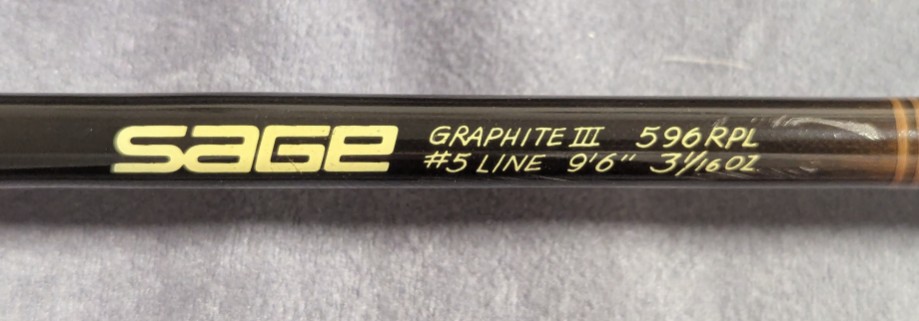 SAGE
GRAPHITE III 596 RPL
#5 LINE 9'6" 3 1/16 OZ.